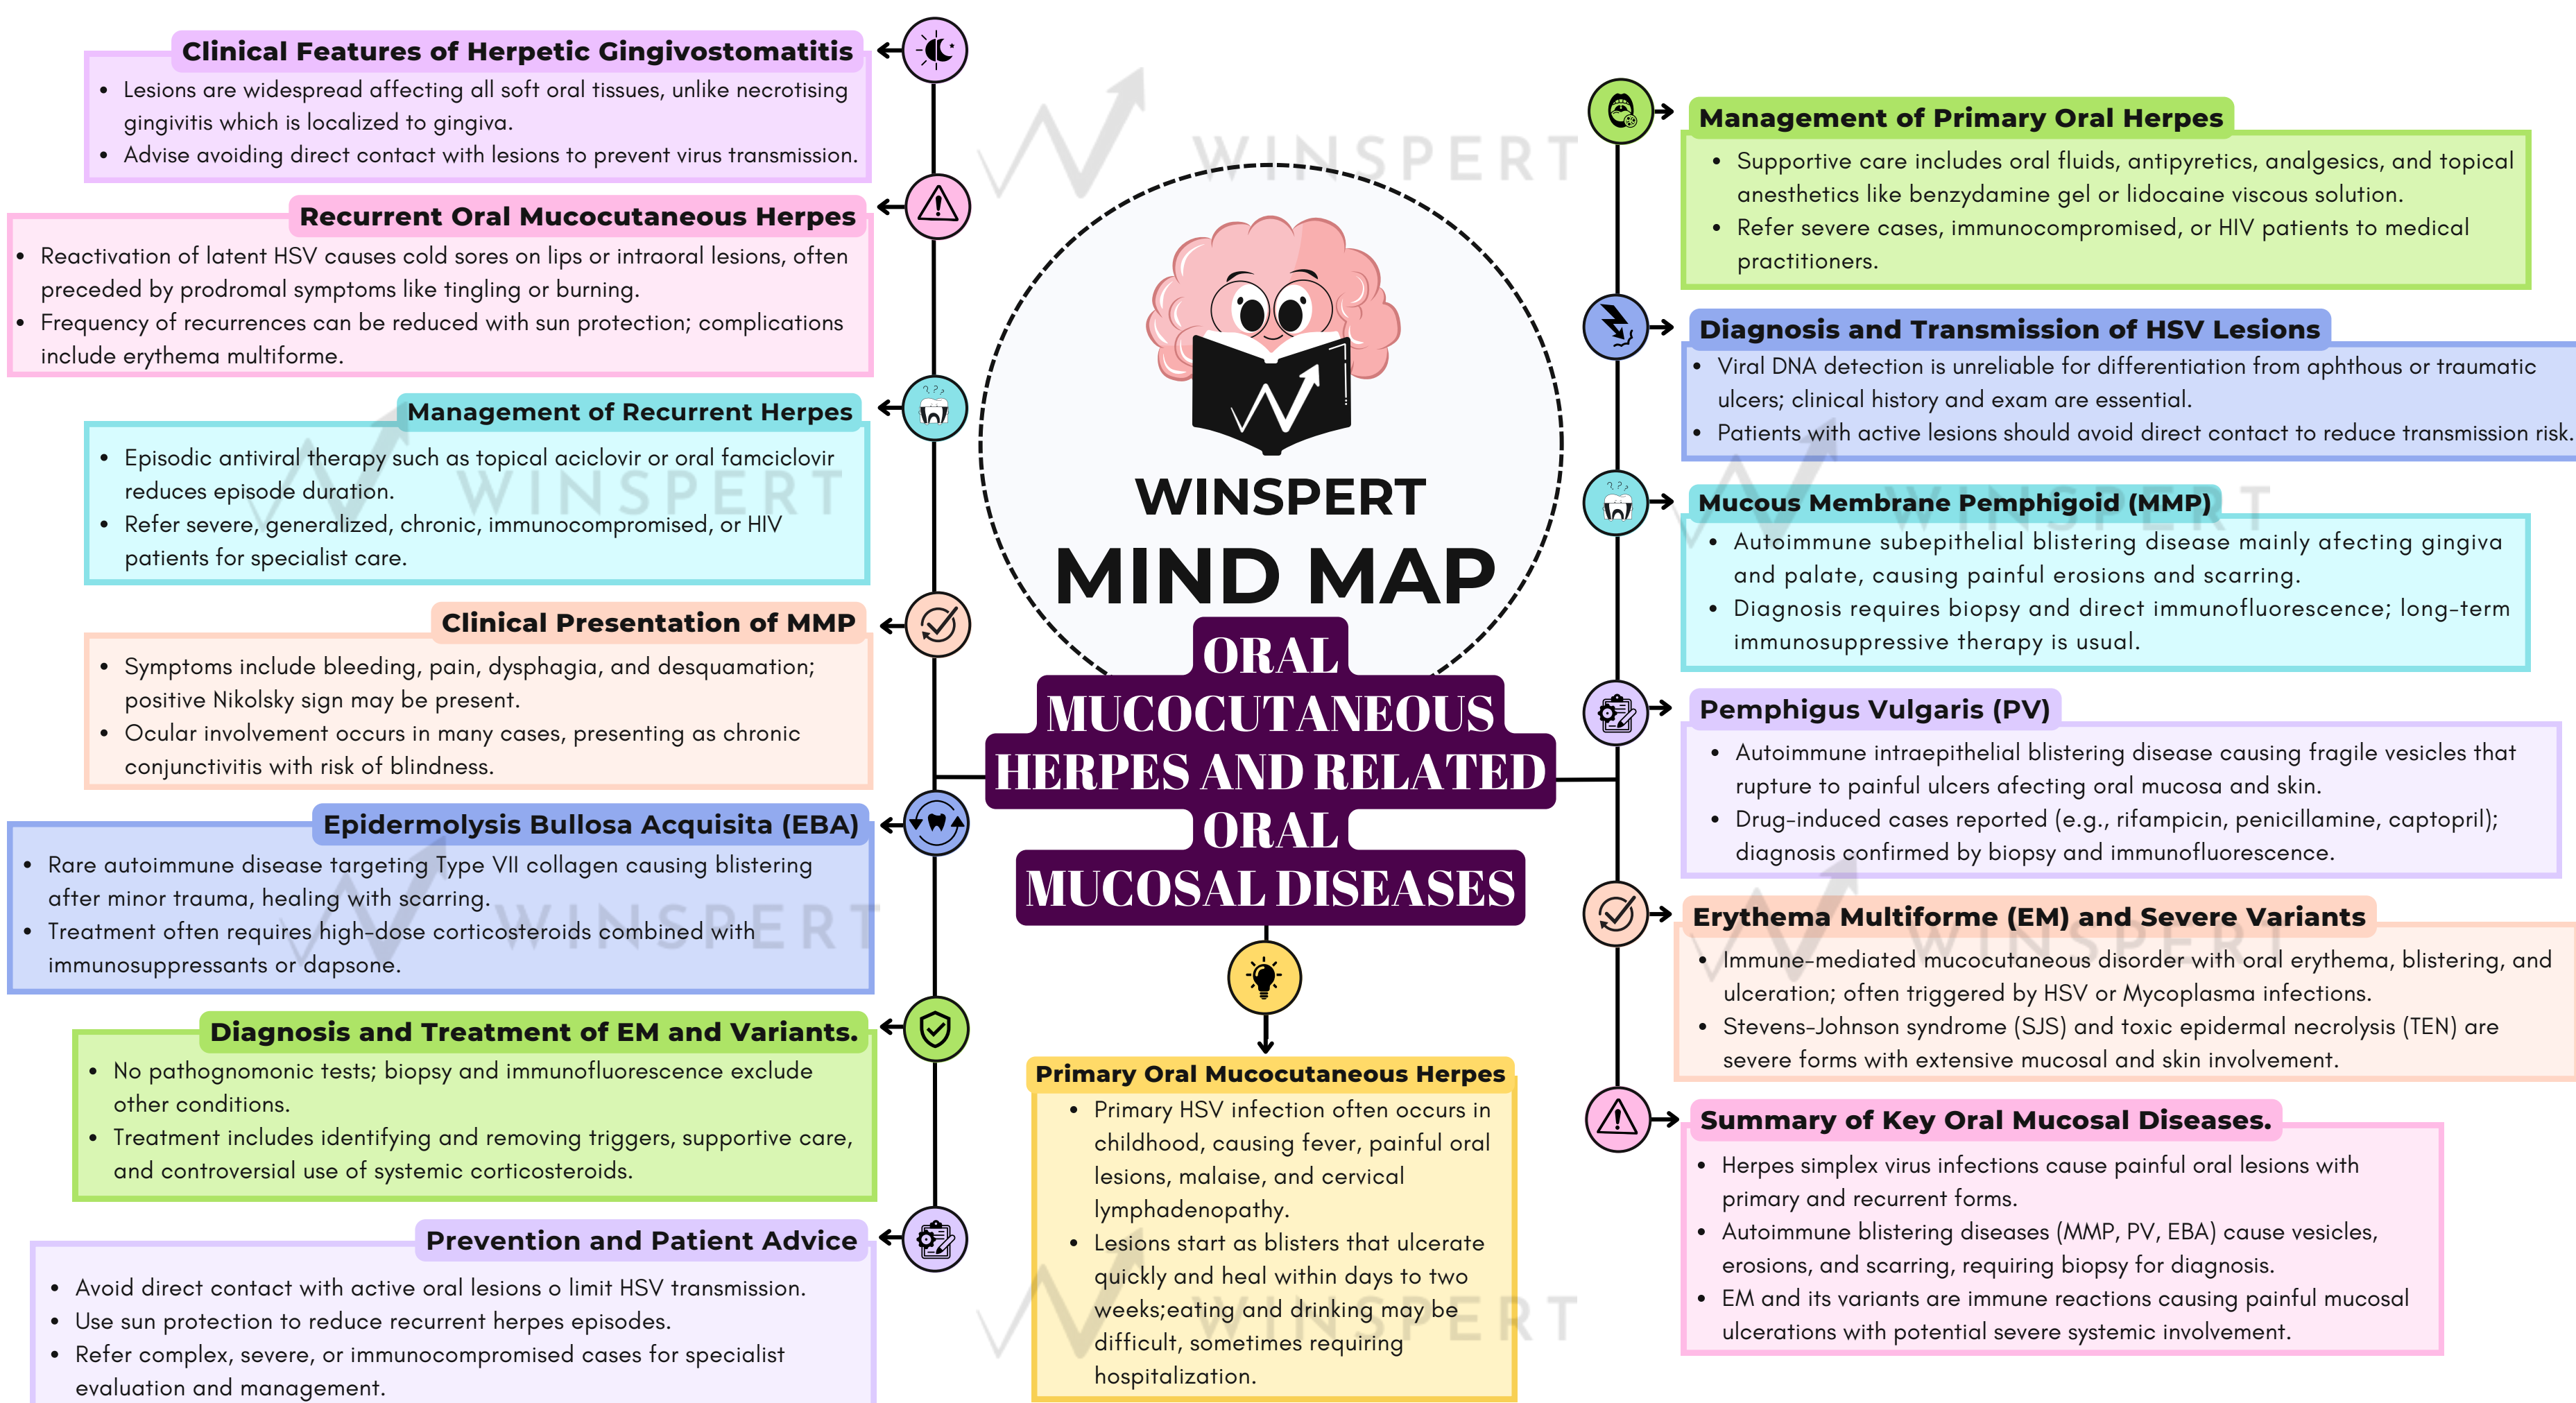 Clinical Features of Herpetic Gingivostomatitis
• Lesions are widespread affecting all soft oral tissues, unlike necrotising
gingivitis which is localized to gingiva.
• Advise avoiding direct contact with lesions to prevent virus transmission.
Recurrent Oral Mucocutaneous Herpes
• Reactivation of latent HSV causes cold sores on lips or intraoral lesions, often
preceded by prodromal symptoms like tingling or burning.
• Frequency of recurrences can be reduced with sun protection; complications
include erythema multiforme.
Management of Recurrent Herpes
• Episodic antiviral therapy such as topical aciclovir or oral famciclovir
reduces episode duration.
• Refer severe, generalized, chronic, immunocompromised, or HIV
patients for specialist care.
Clinical Presentation of MMP
• Symptoms include bleeding, pain, dysphagia, and desquamation;
positive Nikolsky sign may be present.
• Ocular involvement occurs in many cases, presenting as chronic
conjunctivitis with risk of blindness.
Epidermolysis Bullosa Acquisita (EBA)
• Rare autoimmune disease targeting Type VII collagen causing blistering
after minor trauma, healing with scarring.
• Treatment often requires high-dose corticosteroids combined with
immunosuppressants or dapsone.
Diagnosis and Treatment of EM and Variants.
• No pathognomonic tests; biopsy and immunofluorescence exclude
other conditions.
• Treatment includes identifying and removing triggers, supportive care,
and controversial use of systemic corticosteroids.
Prevention and Patient Advice
• Avoid direct contact with active oral lesions o limit HSV transmission.
• Use sun protection to reduce recurrent herpes episodes.
• Refer complex, severe, or immunocompromised cases for specialist
evaluation and management.
WINSPERT
WINSPERT
MIND MAP
ORAL
MUCOCUTANEOUS
HERPES AND RELATED
ORAL
MUCOSAL DISEASES
Primary Oral Mucocutaneous Herpes
• Primary HSV infection often occurs in
childhood, causing fever, painful oral
lesions, malaise, and cervical
lymphadenopathy.
• Lesions start as blisters that ulcerate
quickly and heal within days to two
weeks;eating and drinking may be
difficult, sometimes requiring
hospitalization.
Management of Primary Oral Herpes
• Supportive care includes oral fluids, antipyretics, analgesics, and topical
anesthetics like benzydamine gel or lidocaine viscous solution.
• Refer severe cases, immunocompromised, or HIV patients to medical
practitioners.
Diagnosis and Transmission of HSV Lesions
• Viral DNA detection is unreliable for differentiation from aphthous or traumatic
ulcers; clinical history and exam are essential.
• Patients with active lesions should avoid direct contact to reduce transmission risk.
Mucous Membrane Pemphigoid (MMP)
• Autoimmune subepithelial blistering disease mainly afecting gingiva
and palate, causing painful erosions and scarring.
• Diagnosis requires biopsy and direct immunofluorescence; long-term
immunosuppressive therapy is usual.
Pemphigus Vulgaris (PV)
• Autoimmune intraepithelial blistering disease causing fragile vesicles that
rupture to painful ulcers afecting oral mucosa and skin.
• Drug-induced cases reported (e.g., rifampicin, penicillamine, captopril);
diagnosis confirmed by biopsy and immunofluorescence.
Erythema Multiforme (EM) and Severe Variants
• Immune-mediated mucocutaneous disorder with oral erythema, blistering, and
ulceration; often triggered by HSV or Mycoplasma infections.
• Stevens-Johnson syndrome (SJS) and toxic epidermal necrolysis (TEN) are
severe forms with extensive mucosal and skin involvement.
Summary of Key Oral Mucosal Diseases.
• Herpes simplex virus infections cause painful oral lesions with
primary and recurrent forms.
• Autoimmune blistering diseases (MMP, PV, EBA) cause vesicles,
erosions, and scarring, requiring biopsy for diagnosis.
• EM and its variants are immune reactions causing painful mucosal
ulcerations with potential severe systemic involvement.
WINSPERT
WINSPERT
WINSPERT
WINSPERT
WINSPERT